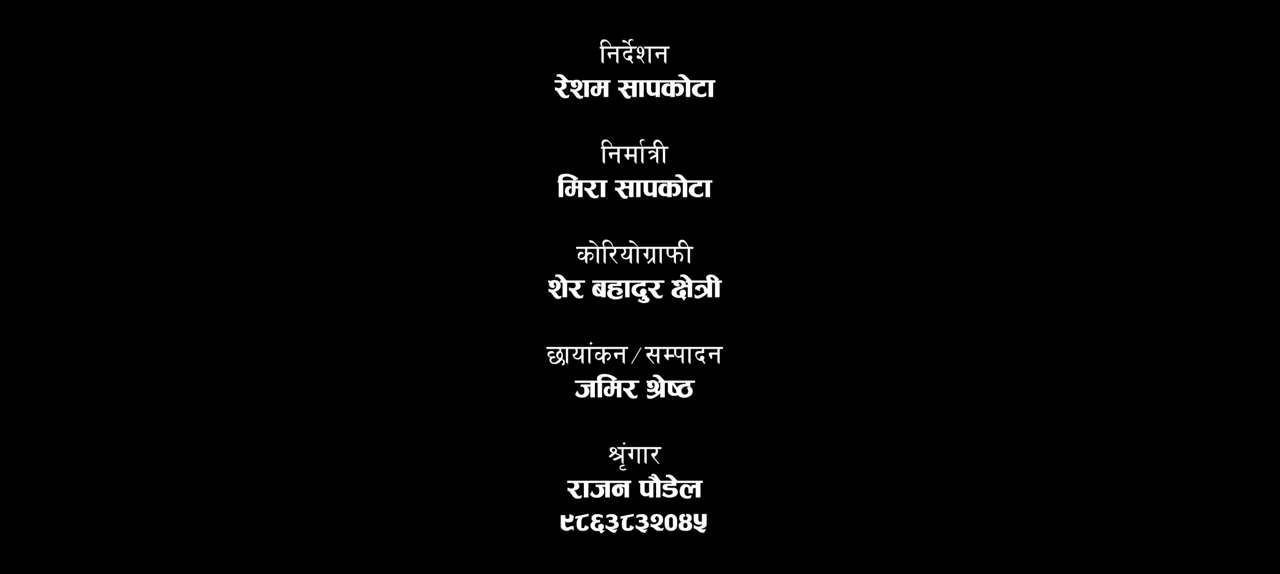 निर्देशन
रेशम सापकोटा
निर्मात्री
मिरा सापकोटा
कोरियोग्राफी
शेर बहादुर क्षेत्री
छायांकन/सम्पादन
जमिर श्रेष्ठ
श्रृंगार
राजन पौडेल
९८६३८३२०४५